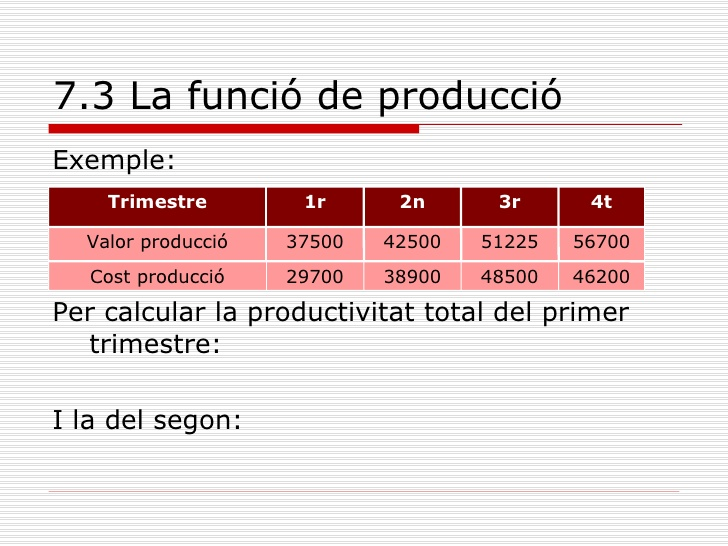 7.3 La funció de producció
Exemple:
Trimestre 1r 2n 3r 4t
Valor producció 37500 42500 51225 56700
Cost producció 29700 38900 48500 46200
Per calcular la productivitat total del primer
trimestre:
I la del segon: